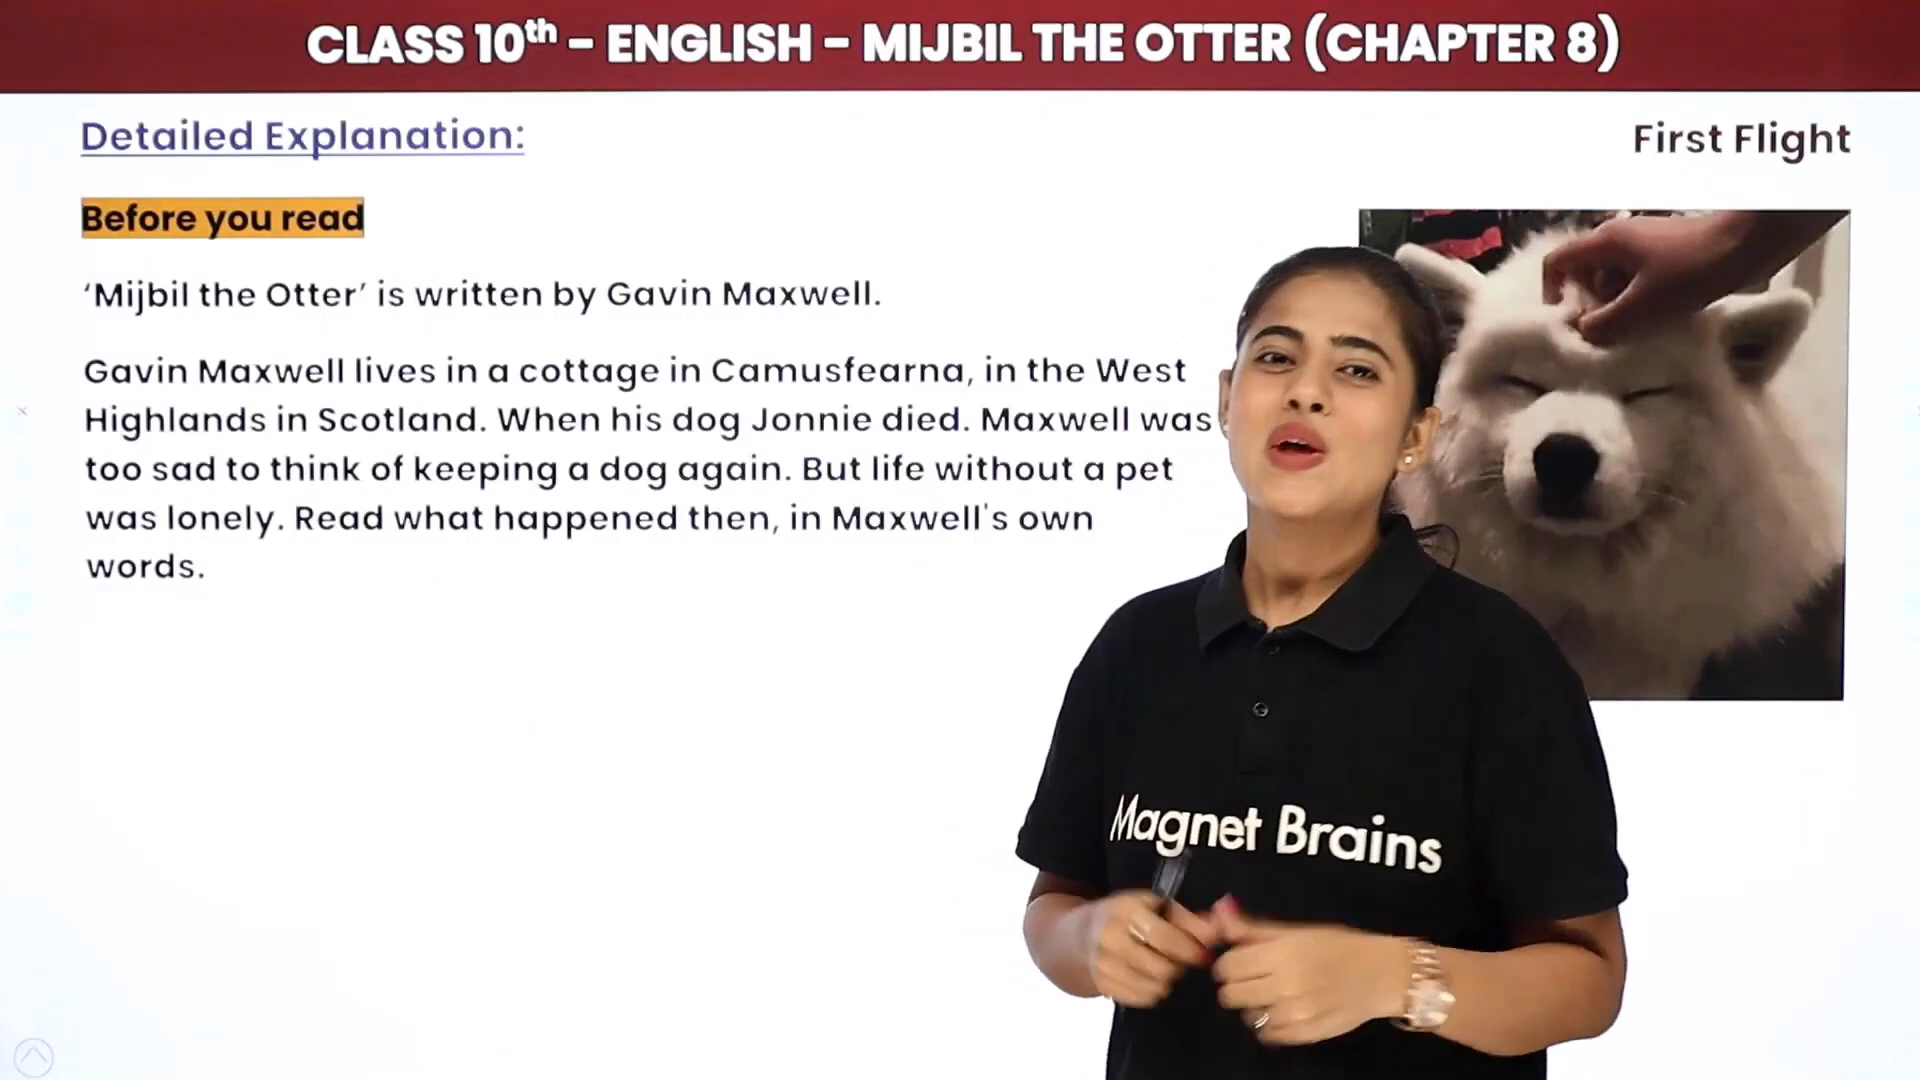 CLASS 10th - ENGLISH - MIJBIL THE OTTER (CHAPTER 8)
Detailed Explanation:
First Flight
Before you read
‘Mijbil the Otter’ is written by Gavin Maxwell.
Gavin Maxwell lives in a cottage in Camusfearna, in the West
Highlands in Scotland. When his dog Jonnie died. Maxwell was
too sad to think of keeping a dog again. But life without a pet
was lonely. Read what happened then, in Maxwell's own
words.
Magnet Brains